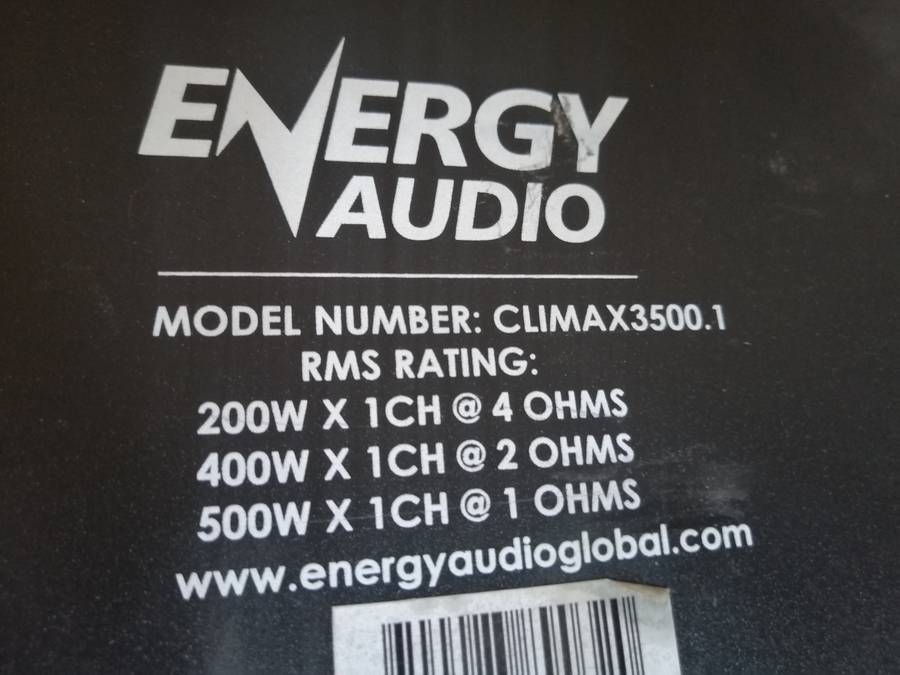 ENERGY
AUDIO
MODEL NUMBER: CLIMAX3500.1
RMS RATING:
200W X 1CH @ 4 OHMS
400W X 1CH @ 2 OHMS
500W X 1CH @ 1 OHMS
www.energyaudioglobal.com